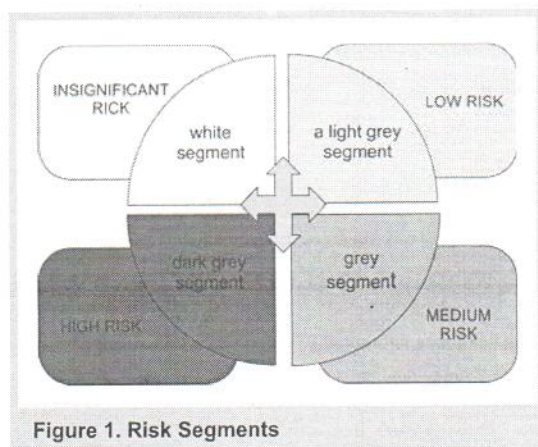 INSIGNIFICANT
RICK
white
segment
a light grey
segment
LOW RISK
dark grey
segment
HIGH RISK
grey
segment
MEDIUM
RISK
Figure 1. Risk Segments